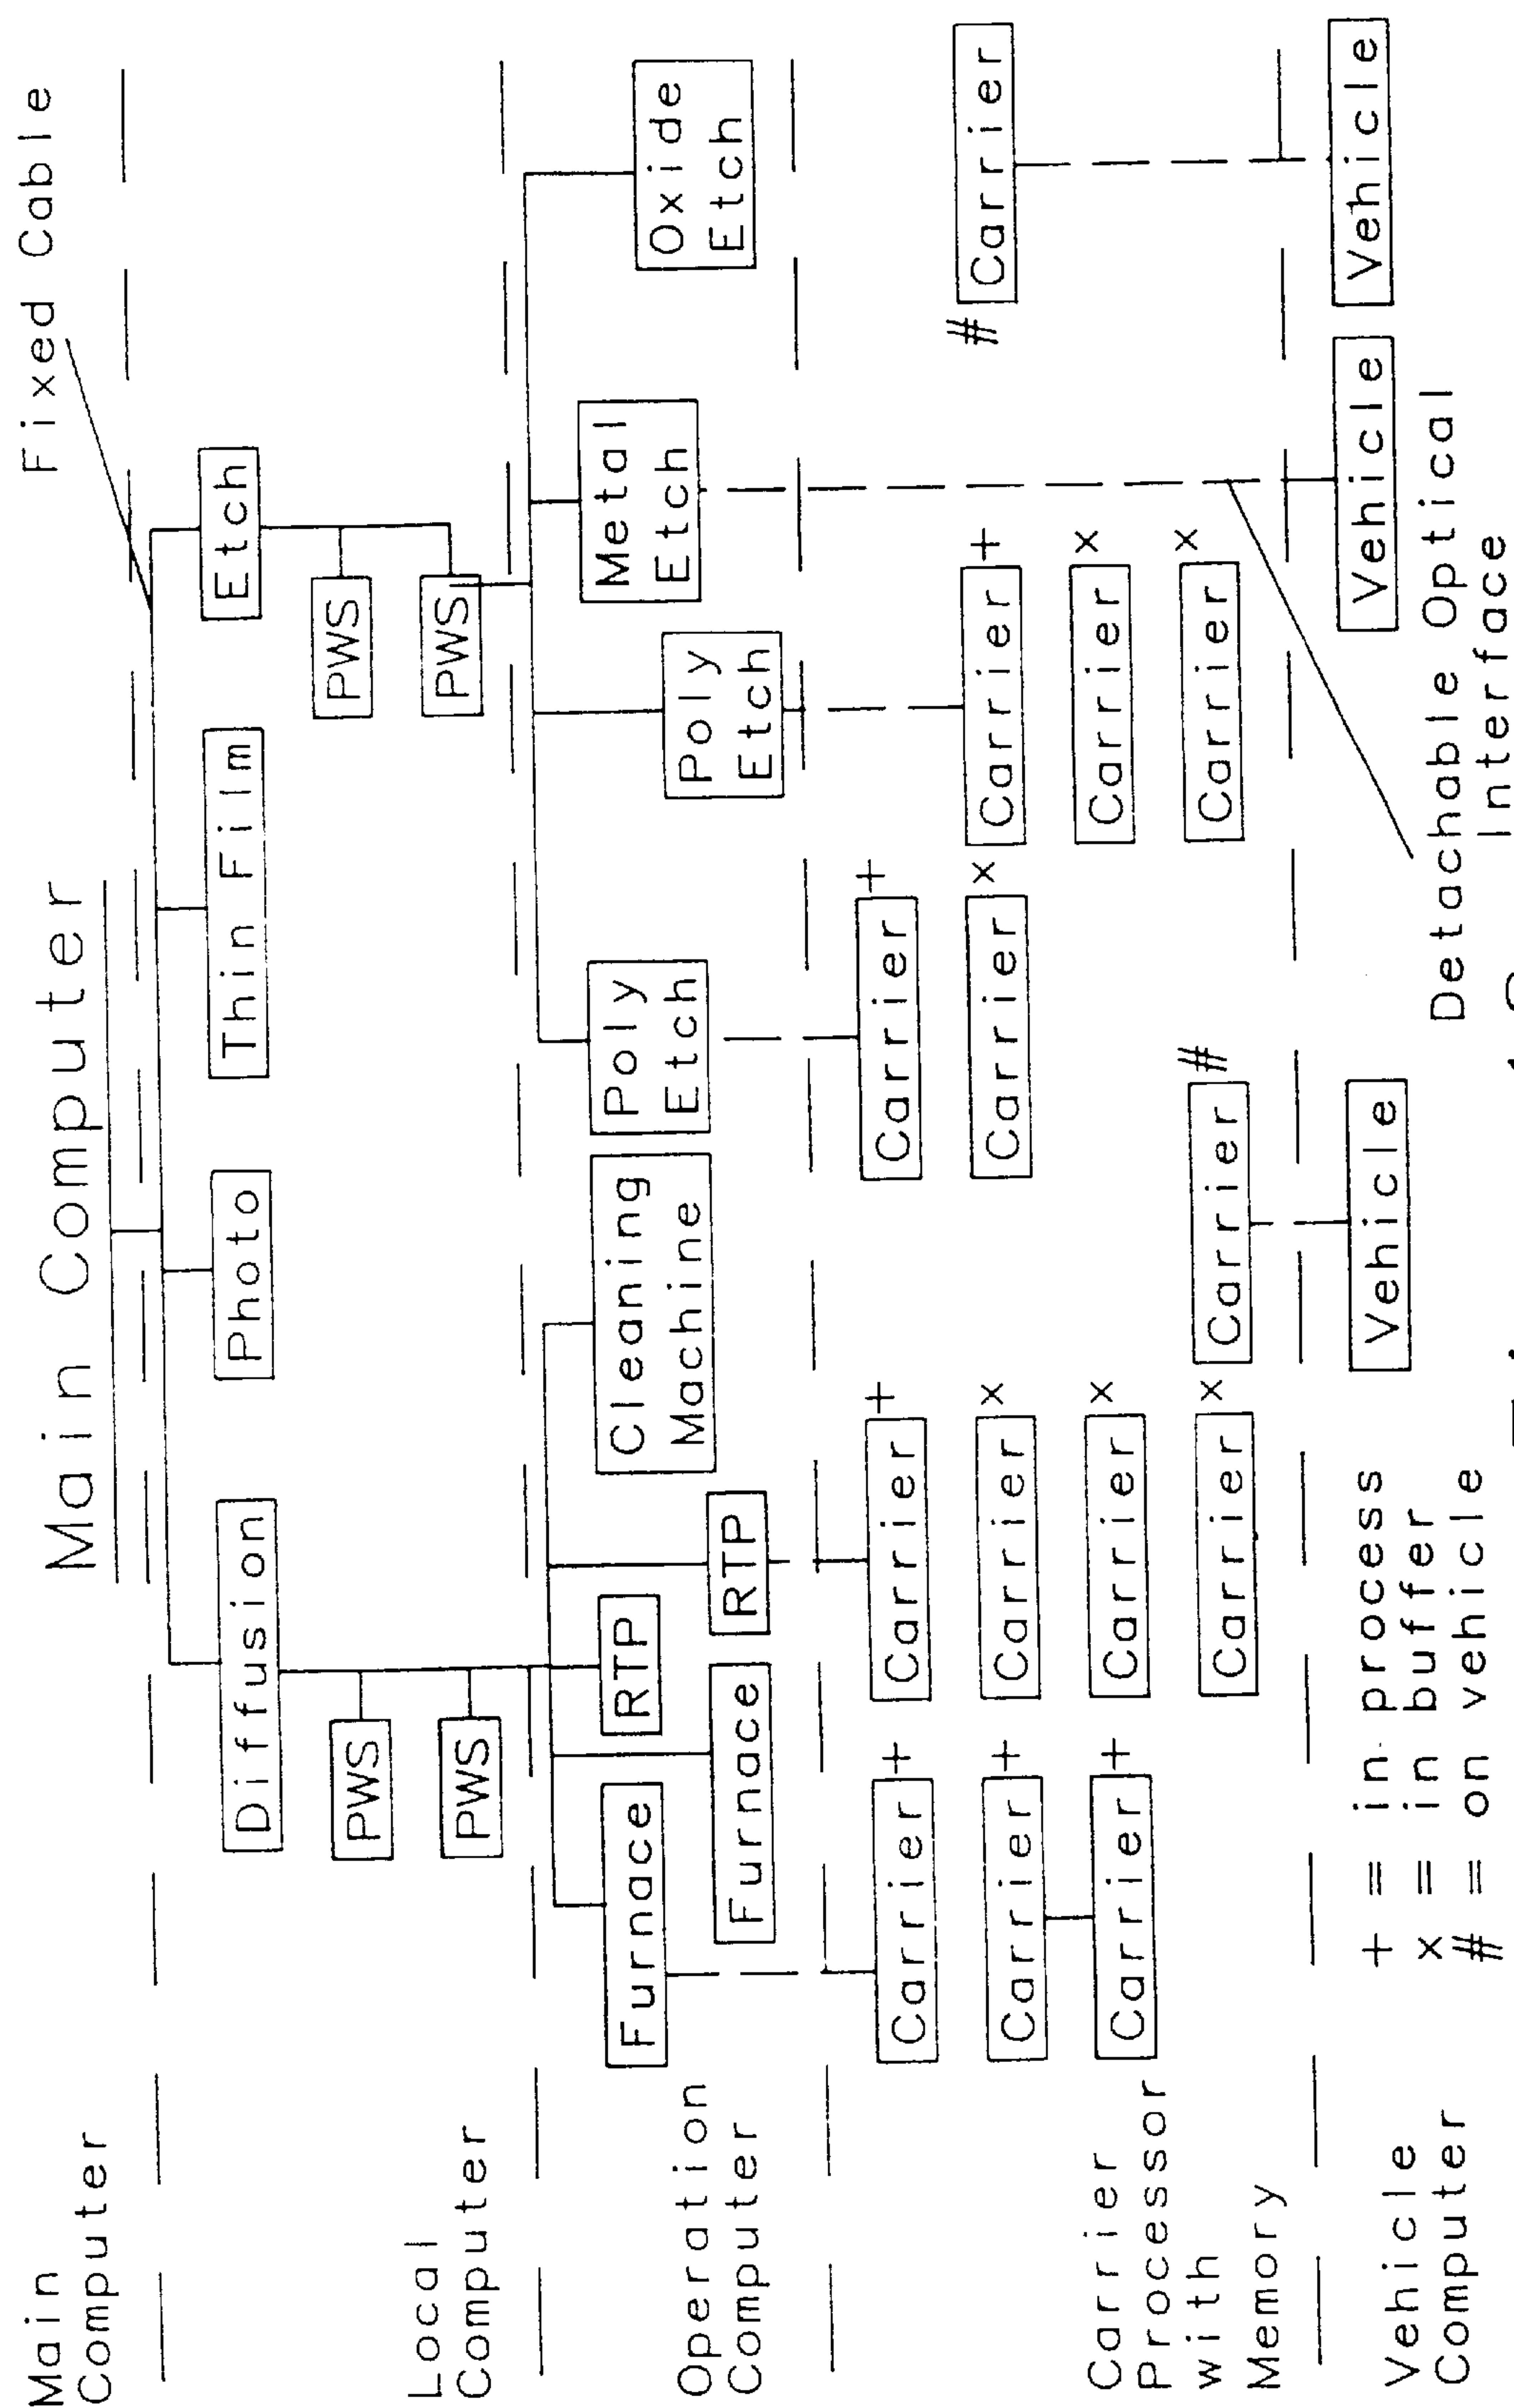 Main Computer
Fixed Cable
Main
Computer
Diffusion
Photo
Thin Film
Etch
PWS
PWS
PWS
PWS
Local
Computer
Furnace
Furnace
RTP
RTP
Cleaning
Machine
Poly
Etch
Poly
Etch
Metal
Etch
Oxide
Etch
Operation
Computer
Carrier +
Carrier +
Carrier +
Carrier +
Carrier x
Carrier x
Carrier x
Carrier #
Carrier +
Carrier x
Carrier +
Carrier x
Carrier x
# Carrier
Carrier
Processor
with
Memory
Vehicle
Computer
Vehicle
Vehicle
Vehicle
+ = in process
x = in buffer
# = on vehicle
Detachable Optical
Interface